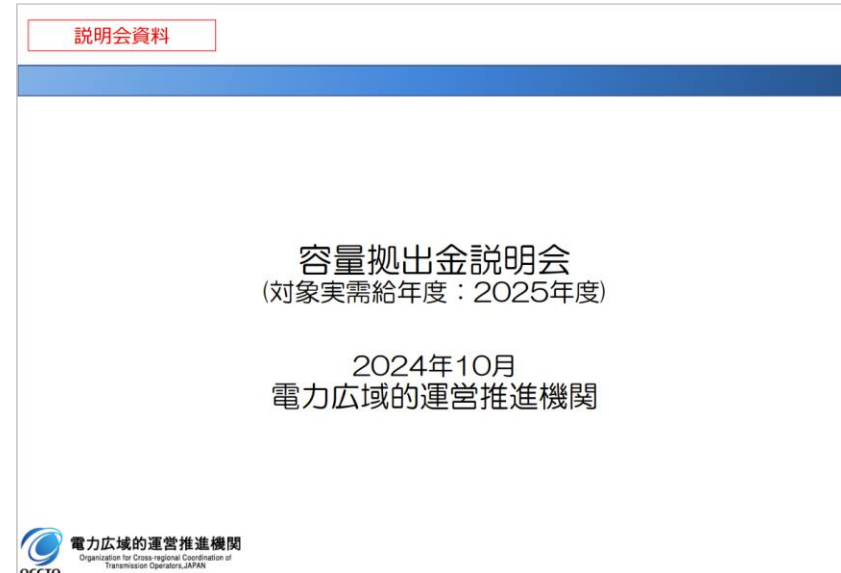 説明会資料
容量拠出金説明会
(対象実需給年度：2025年度)
2024年10月
電力広域的運営推進機関
電力広域的運営推進機関
Organization for Cross-regional Coordination of
Transmission Operators,JAPAN
OCCTO